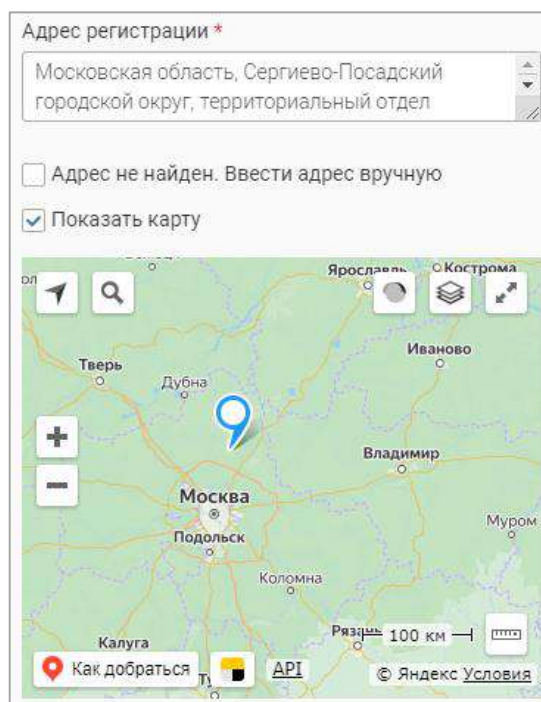 Адрес регистрации *
Московская область, Сергиево-Посадский
городской округ, территориальный отдел
Адрес не найден. Ввести адрес вручную
Показать карту
Ярославль
Кострома
Иваново
Тверь
Дубна
Владимир
Москва
Подольск
Муром
Коломна
Рязань
100 км
Калуга
Как добраться
API
© Яндекс Условия